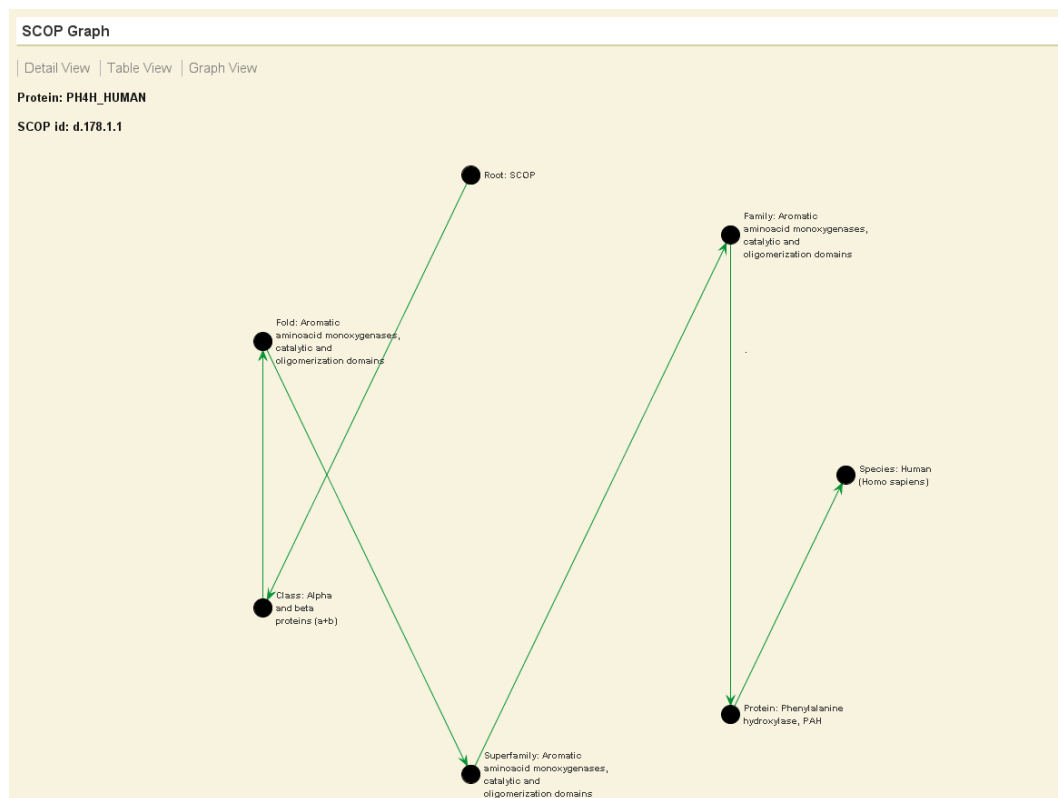 SCOP Graph
Detail View
Table View
Graph View
Protein: PH4H_HUMAN
SCOP id: d.178.1.1
Root: SCOP
Family: Aromatic
aminoacid monoxygenases,
catalytic and
oligomerization domains
Fold: Aromatic
aminoacid monoxygenases,
catalytic and
oligomerization domains
Species: Human
(Homo sapiens)
Class: Alpha
and beta
proteins (a+b)
Protein: Phenylalanine
hydroxylase, PAH
Superfamily: Aromatic
aminoacid monoxygenases,
catalytic and
oligomerization domains